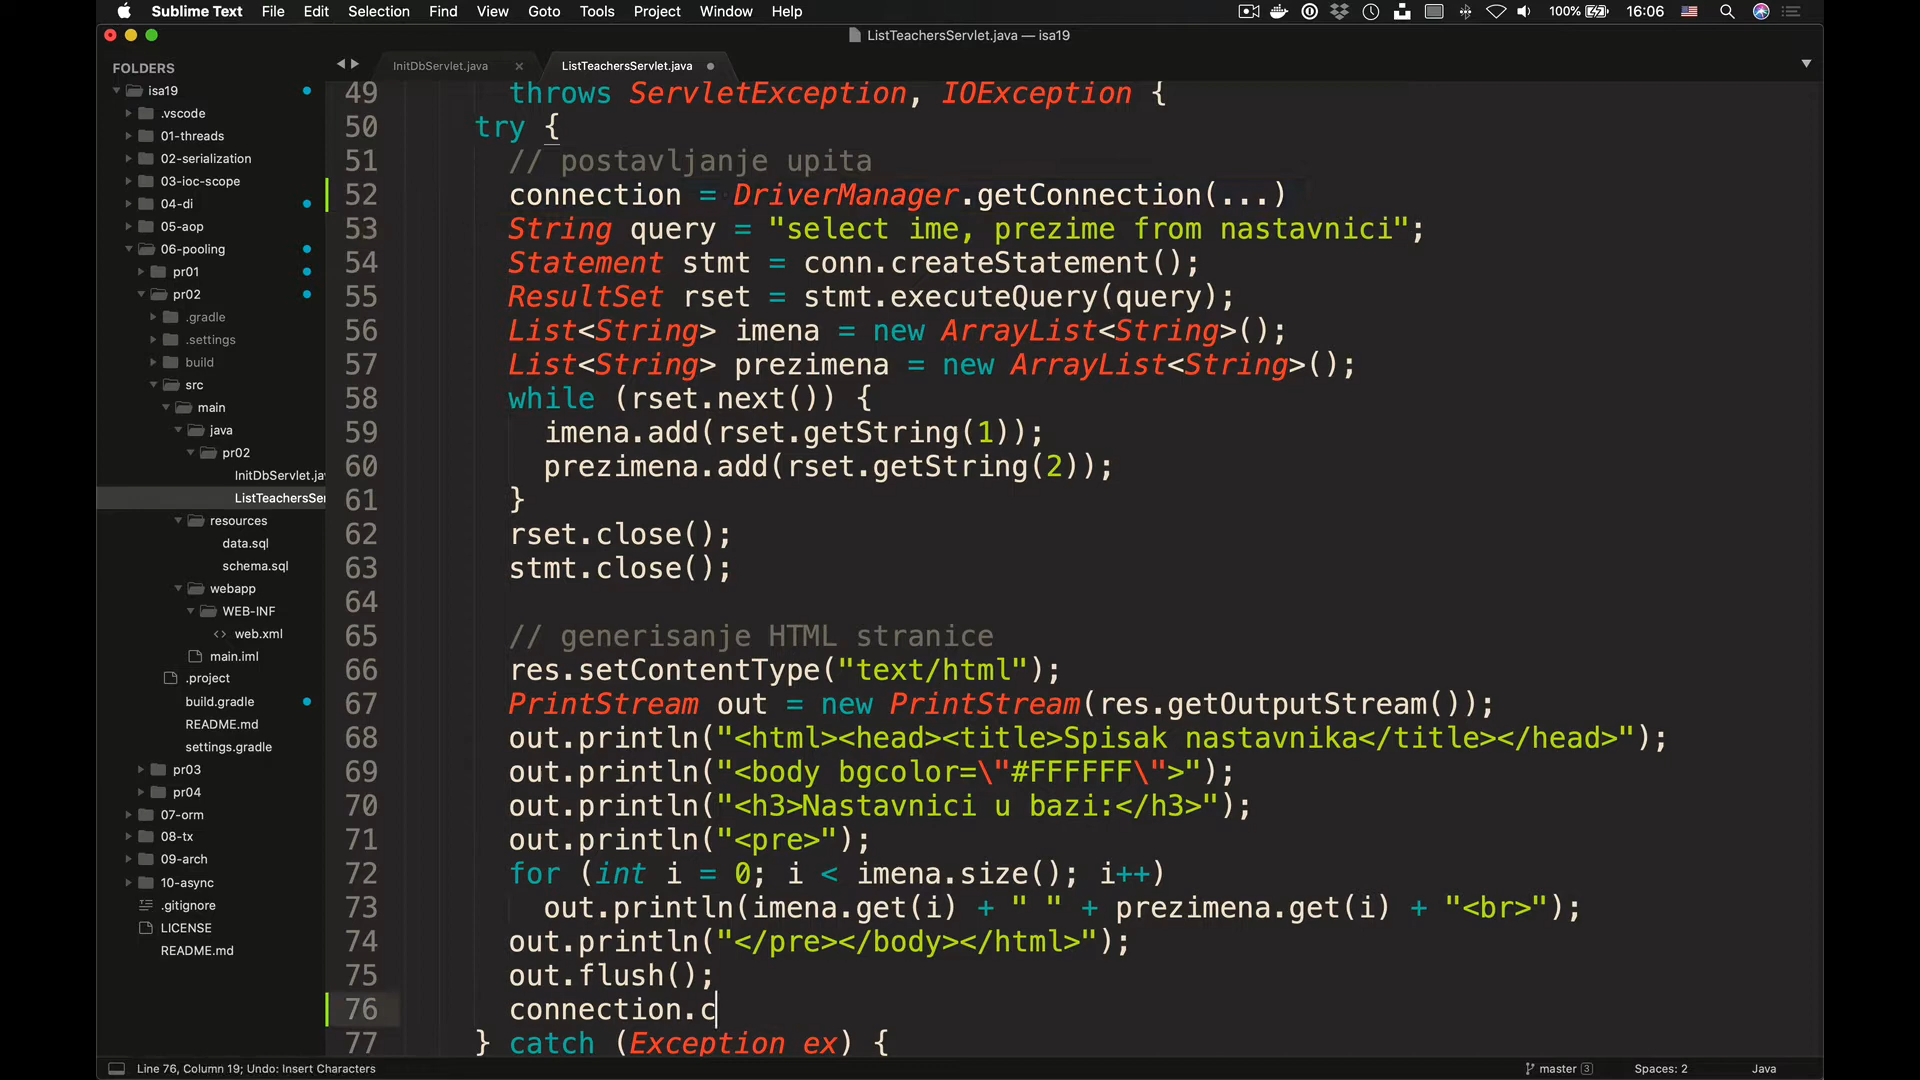 Sublime Text File Edit Selection Find View Goto Tools Project Window Help 100% 16:06
ListTeachersServlet.java — isa19
FOLDERS
isa19
.vscode
01-threads
02-serialization
03-ioc-scope
04-di
05-aop
06-pooling
pr01
pr02
.gradle
.settings
build
src
main
java
pr02
InitDbServlet.jav
ListTeachersSer
resources
data.sql
schema.sql
webapp
WEB-INF
<> web.xml
main.iml
.project
build.gradle
README.md
settings.gradle
pr03
pr04
07-orm
08-tx
09-arch
10-async
.gitignore
LICENSE
README.md
InitDbServlet.java × ListTeachersServlet.java
49 throws ServletException, IOException {
50 try {
51 // postavljanje upita
52 connection = DriverManager.getConnection(...)
53 String query = "select ime, prezime from nastavnici";
54 Statement stmt = conn.createStatement();
55 ResultSet rset = stmt.executeQuery(query);
56 List<String> imena = new ArrayList<String>();
57 List<String> prezimena = new ArrayList<String>();
58 while (rset.next()) {
59 imena.add(rset.getString(1));
60 prezimena.add(rset.getString(2));
61 }
62 rset.close();
63 stmt.close();
64
65 // generisanje HTML stranice
66 res.setContentType("text/html");
67 PrintStream out = new PrintStream(res.getOutputStream());
68 out.println("<html><head><title>Spisak nastavnika</title></head>");
69 out.println("<body bgcolor=\"#FFFFFF\">");
70 out.println("<h3>Nastavnici u bazi:</h3>");
71 out.println("<pre>");
72 for (int i = 0; i < imena.size(); i++)
73 out.println(imena.get(i) + " " + prezimena.get(i) + "<br>");
74 out.println("</pre></body></html>");
75 out.flush();
76 connection.c
77 } catch (Exception ex) {
Line 76, Column 19; Undo: Insert Characters master 3 Spaces: 2 Java